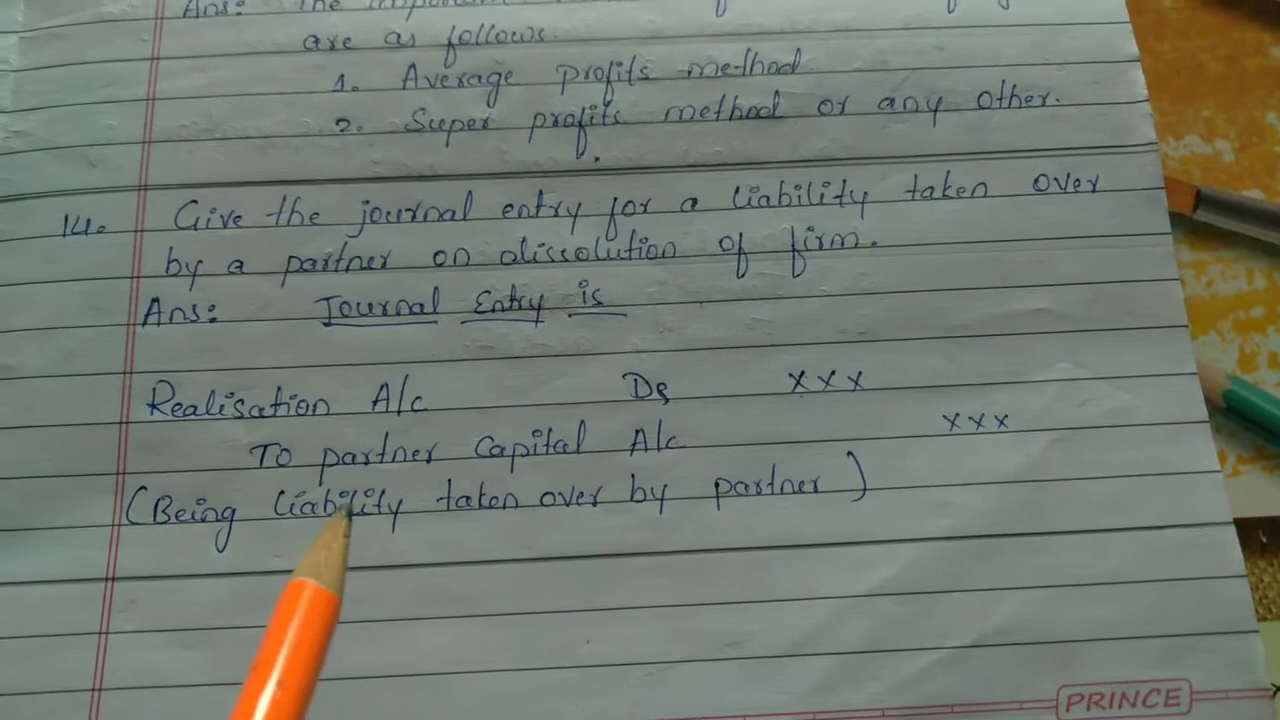 Ans: The
are as follows.
1. Average profits method
2. Super profits method or any other.
14. Give the journal entry for a liability taken over
by a partner on dissolution of firm.
Ans: Journal Entry is
Realisation A/c Dr xxx
To partner Capital A/c xxx
(Being liability taken over by partner)
PRINCE